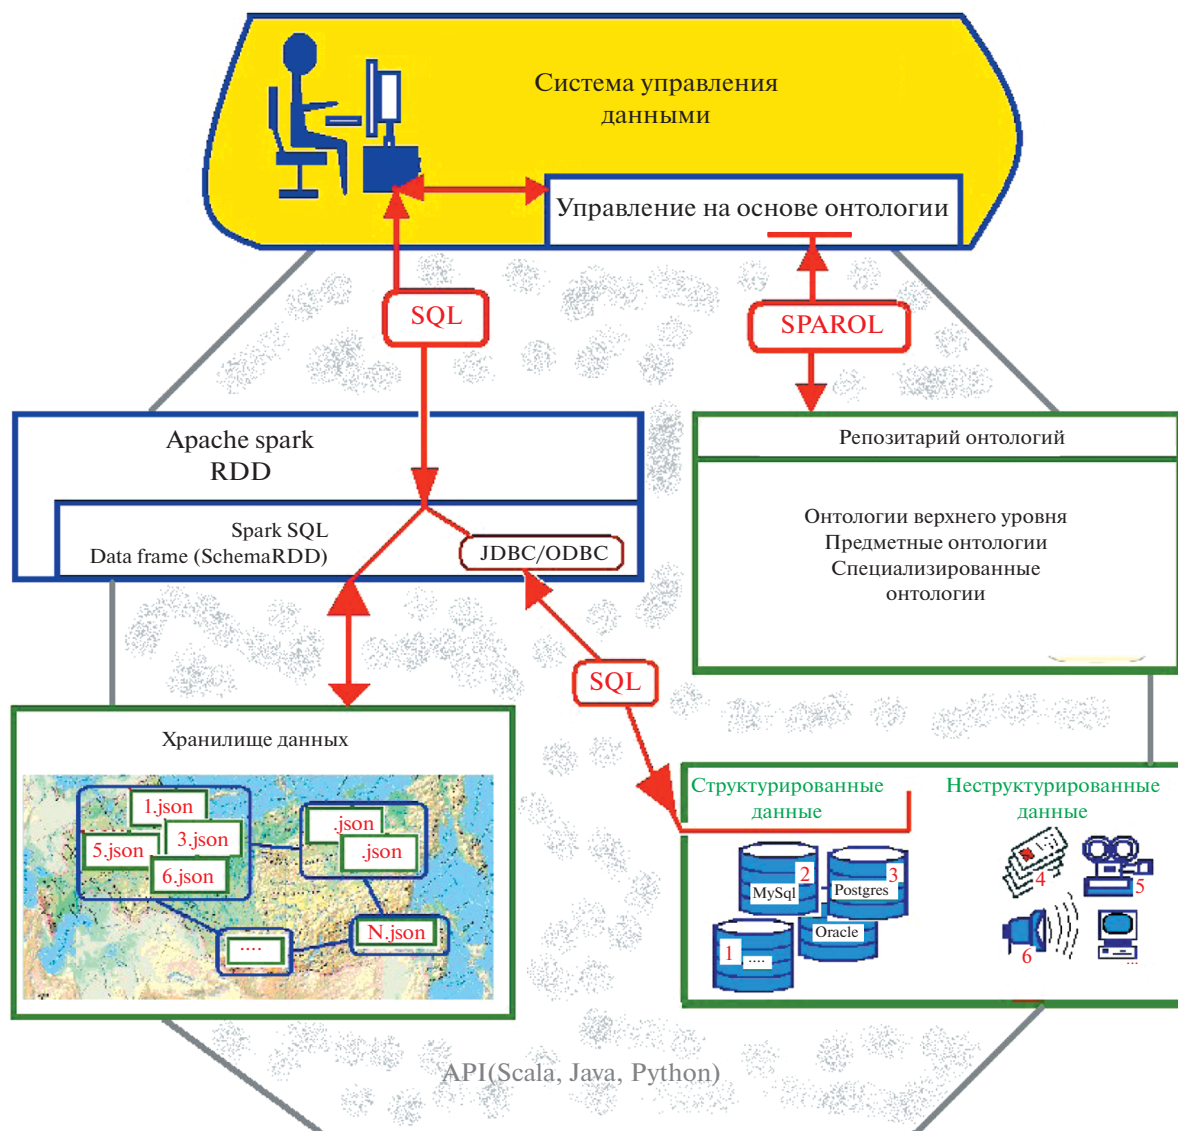 Система управления
данными
Управление на основе онтологии
SQL
SPAROL
Apache spark
RDD
Spark SQL
Data frame (SchemaRDD)
JDBC/ODBC
Репозитарий онтологий
Онтологии верхнего уровня
Предметные онтологии
Специализированные
онтологии
SQL
Хранилище данных
1.json
3.json
5.json
6.json
.json
.json
N.json
....
Структурированные
данные
Неструктурированные
данные
2
MySql
3
Postgres
Oracle
1
....
4
5
6
...
API(Scala, Java, Python)